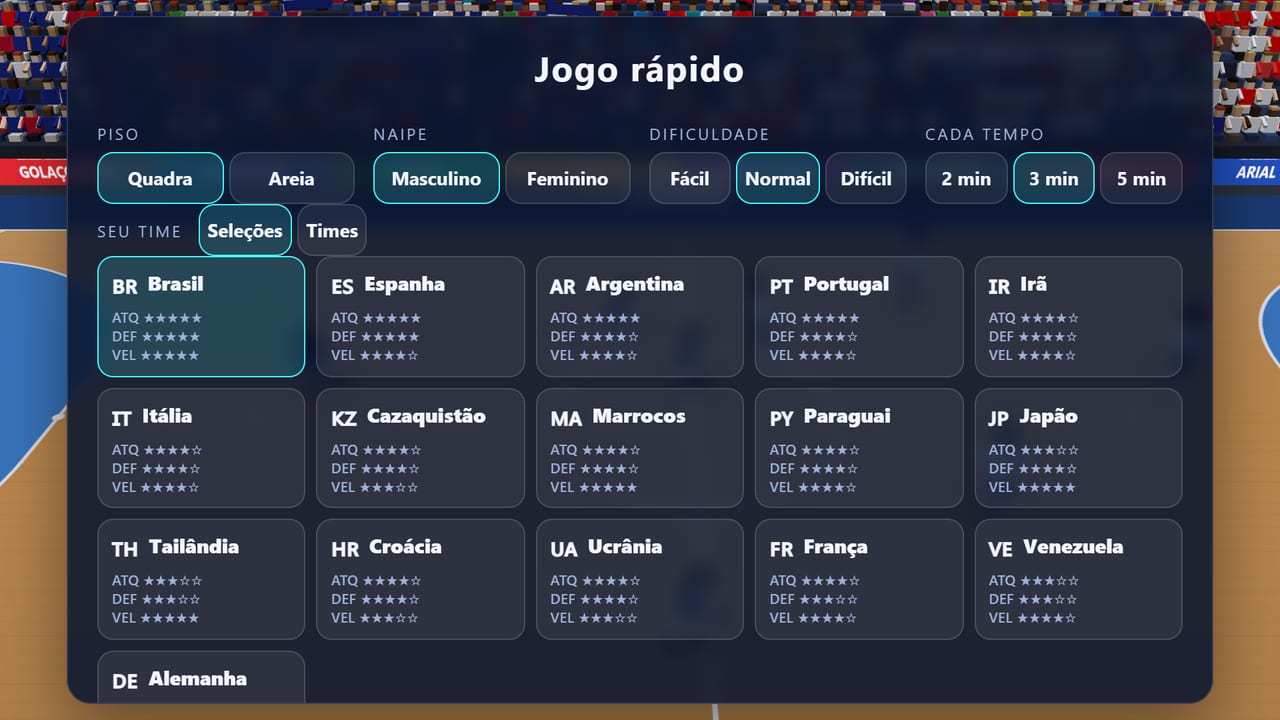 Jogo rápido
PISO NAIPE DIFICULDADE CADA TEMPO
Quadra Areia Masculino Feminino Fácil Normal Difícil 2 min 3 min 5 min
GOLAÇ
ARIAL
SEU TIME Seleções Times
BR Brasil
ATQ ★★★★★
DEF ★★★★★
VEL ★★★★★
ES Espanha
ATQ ★★★★★
DEF ★★★★★
VEL ★★★★☆
AR Argentina
ATQ ★★★★★
DEF ★★★★☆
VEL ★★★★☆
PT Portugal
ATQ ★★★★★
DEF ★★★★☆
VEL ★★★★☆
IR Irã
ATQ ★★★★☆
DEF ★★★★☆
VEL ★★★★☆
IT Itália
ATQ ★★★★☆
DEF ★★★★☆
VEL ★★★★☆
KZ Cazaquistão
ATQ ★★★★☆
DEF ★★★★☆
VEL ★★★☆☆
MA Marrocos
ATQ ★★★★☆
DEF ★★★★☆
VEL ★★★★★
PY Paraguai
ATQ ★★★★☆
DEF ★★★★☆
VEL ★★★★☆
JP Japão
ATQ ★★★☆☆
DEF ★★★★☆
VEL ★★★★★
TH Tailândia
ATQ ★★★☆☆
DEF ★★★☆☆
VEL ★★★★★
HR Croácia
ATQ ★★★★☆
DEF ★★★★☆
VEL ★★★☆☆
UA Ucrânia
ATQ ★★★★☆
DEF ★★★★☆
VEL ★★★☆☆
FR França
ATQ ★★★★☆
DEF ★★★☆☆
VEL ★★★★☆
VE Venezuela
ATQ ★★★☆☆
DEF ★★★☆☆
VEL ★★★★☆
DE Alemanha